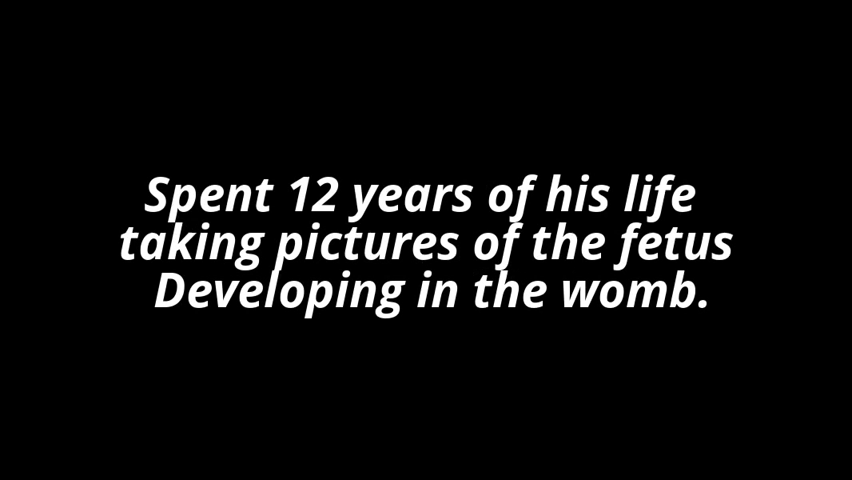 Spent 12 years of his life
taking pictures of the fetus
Developing in the womb.